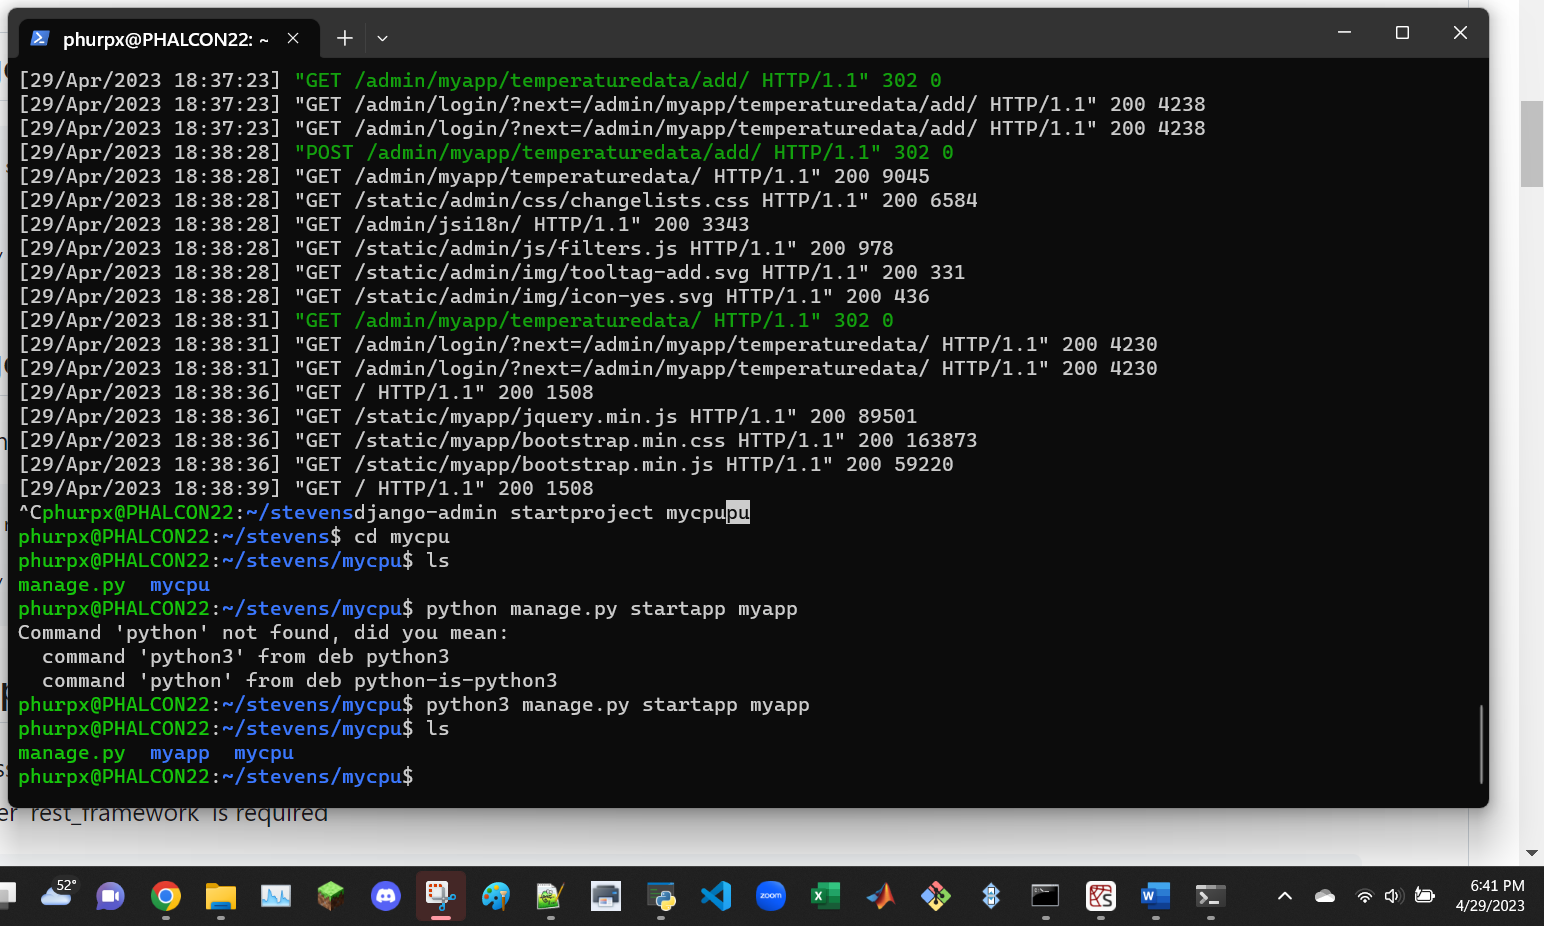 phurpx@PHALCON22: ~
[29/Apr/2023 18:37:23] "GET /admin/myapp/temperaturedata/add/ HTTP/1.1" 302 0
[29/Apr/2023 18:37:23] "GET /admin/login/?next=/admin/myapp/temperaturedata/add/ HTTP/1.1" 200 4238
[29/Apr/2023 18:37:23] "GET /admin/login/?next=/admin/myapp/temperaturedata/add/ HTTP/1.1" 200 4238
[29/Apr/2023 18:38:28] "POST /admin/myapp/temperaturedata/add/ HTTP/1.1" 302 0
[29/Apr/2023 18:38:28] "GET /admin/myapp/temperaturedata/ HTTP/1.1" 200 9045
[29/Apr/2023 18:38:28] "GET /static/admin/css/changelists.css HTTP/1.1" 200 6584
[29/Apr/2023 18:38:28] "GET /admin/jsi18n/ HTTP/1.1" 200 3343
[29/Apr/2023 18:38:28] "GET /static/admin/js/filters.js HTTP/1.1" 200 978
[29/Apr/2023 18:38:28] "GET /static/admin/img/tooltag-add.svg HTTP/1.1" 200 331
[29/Apr/2023 18:38:28] "GET /static/admin/img/icon-yes.svg HTTP/1.1" 200 436
[29/Apr/2023 18:38:31] "GET /admin/myapp/temperaturedata/ HTTP/1.1" 302 0
[29/Apr/2023 18:38:31] "GET /admin/login/?next=/admin/myapp/temperaturedata/ HTTP/1.1" 200 4230
[29/Apr/2023 18:38:31] "GET /admin/login/?next=/admin/myapp/temperaturedata/ HTTP/1.1" 200 4230
[29/Apr/2023 18:38:36] "GET / HTTP/1.1" 200 1508
[29/Apr/2023 18:38:36] "GET /static/myapp/jquery.min.js HTTP/1.1" 200 89501
[29/Apr/2023 18:38:36] "GET /static/myapp/bootstrap.min.css HTTP/1.1" 200 163873
[29/Apr/2023 18:38:36] "GET /static/myapp/bootstrap.min.js HTTP/1.1" 200 59220
[29/Apr/2023 18:38:39] "GET / HTTP/1.1" 200 1508
^Cphurpx@PHALCON22:~/stevensdjango-admin startproject mycpupu
phurpx@PHALCON22:~/stevens$ cd mycpu
phurpx@PHALCON22:~/stevens/mycpu$ ls
manage.py  mycpu
phurpx@PHALCON22:~/stevens/mycpu$ python manage.py startapp myapp
Command 'python' not found, did you mean:
  command 'python3' from deb python3
  command 'python' from deb python-is-python3
phurpx@PHALCON22:~/stevens/mycpu$ python3 manage.py startapp myapp
phurpx@PHALCON22:~/stevens/mycpu$ ls
manage.py  myapp  mycpu
phurpx@PHALCON22:~/stevens/mycpu$
er rest_framework is required
52°
zoom
6:41 PM
4/29/2023